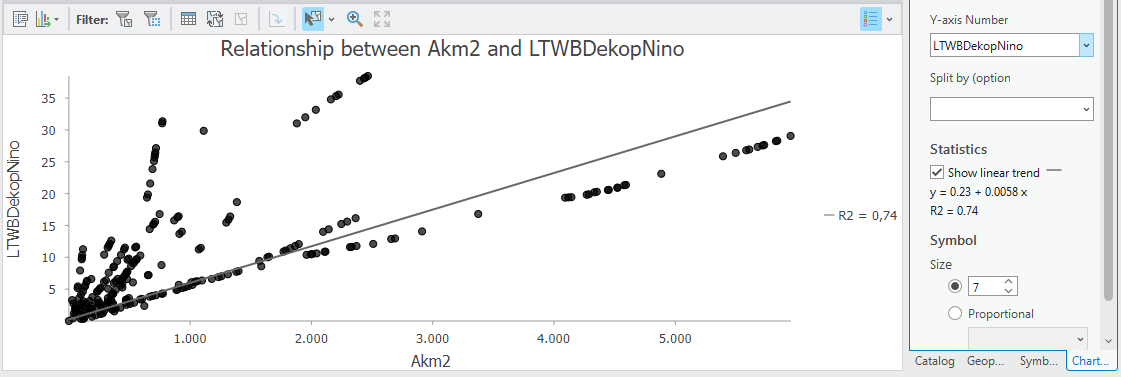 Filter:
Relationship between Akm2 and LTWBDekopNino
LTWBDekopNino
35
30
25
20
15
10
5
1.000
2.000
3.000
4.000
5.000
Akm2
R2 = 0,74
Y-axis Number
LTWBDekopNino
Split by (option
Statistics
Show linear trend
y = 0.23 + 0.0058 x
R2 = 0.74
Symbol
Size
7
Proportional
Catalog Geop... Symb... Chart...